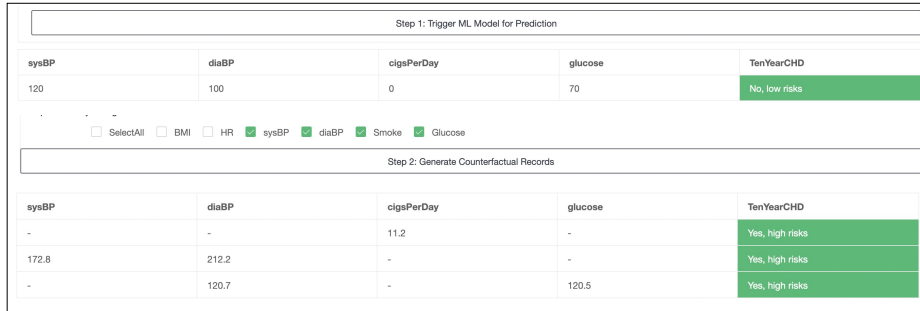 Step 1: Trigger ML Model for Prediction
sysBP diaBP cigsPerDay glucose TenYearCHD
120 100 0 70 No, low risks
SelectAll BMI HR sysBP diaBP Smoke Glucose
Step 2: Generate Counterfactual Records
sysBP diaBP cigsPerDay glucose TenYearCHD
- - 11.2 - Yes, high risks
172.8 212.2 - - Yes, high risks
- 120.7 - 120.5 Yes, high risks